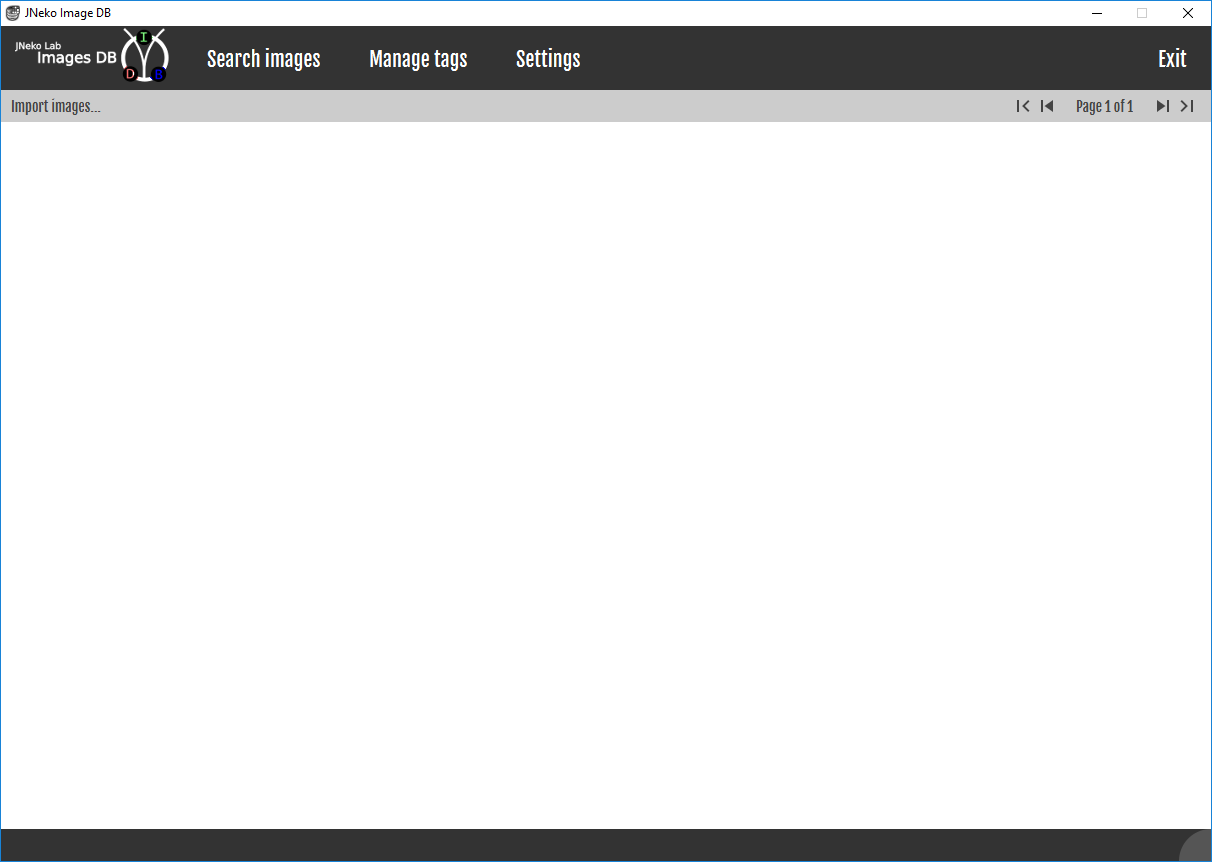 JNeko Image DB
JNeko Lab
Images DB
I
D B
Search images Manage tags Settings Exit
Import images... Page 1 of 1